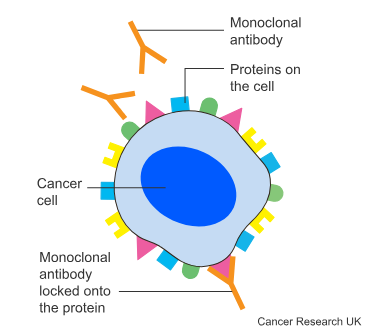 Monoclonal
antibody
Proteins on
the cell
Cancer
cell
Monoclonal
antibody
locked onto
the protein
Cancer Research UK